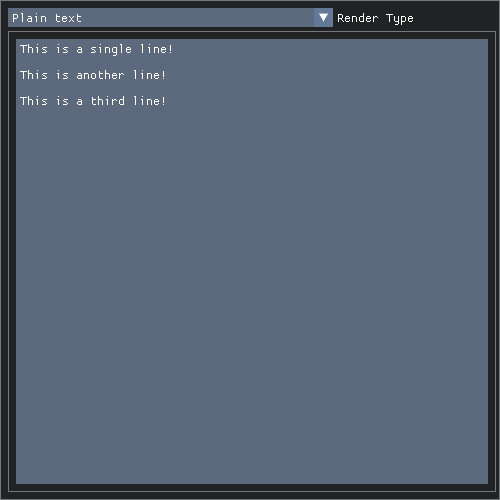 Plain text
Render Type
This is a single line!
This is another line!
This is a third line!